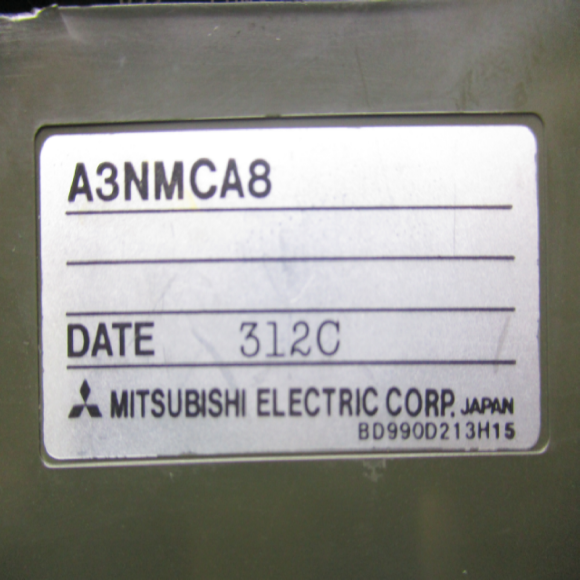 A3NMCA8
DATE 312C
MITSUBISHI ELECTRIC CORP. JAPAN
BD990D213H15